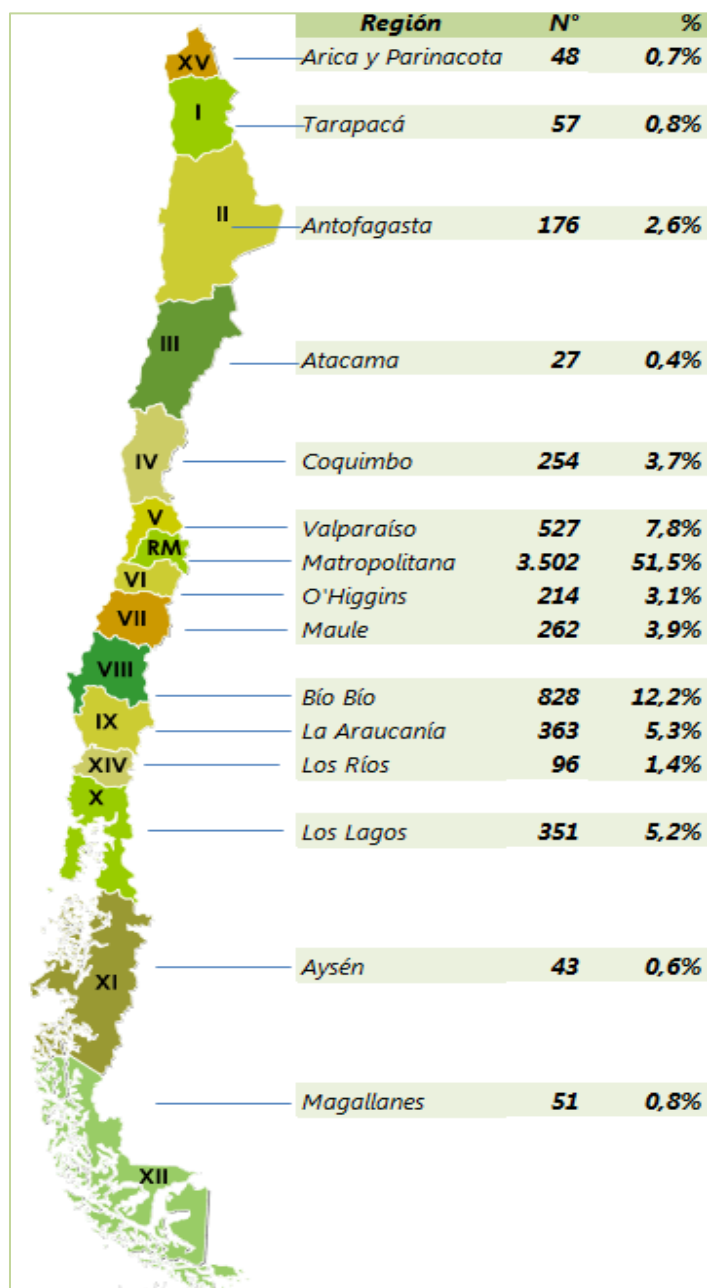 Región N° %
XV Arica y Parinacota 48 0,7%
I Tarapacá 57 0,8%
II Antofagasta 176 2,6%
III Atacama 27 0,4%
IV Coquimbo 254 3,7%
V Valparaíso 527 7,8%
RM Matropolitana 3.502 51,5%
VI O'Higgins 214 3,1%
VII Maule 262 3,9%
VIII Bío Bío 828 12,2%
IX La Araucanía 363 5,3%
XIV Los Ríos 96 1,4%
X Los Lagos 351 5,2%
XI Aysén 43 0,6%
Magallanes 51 0,8%
XII